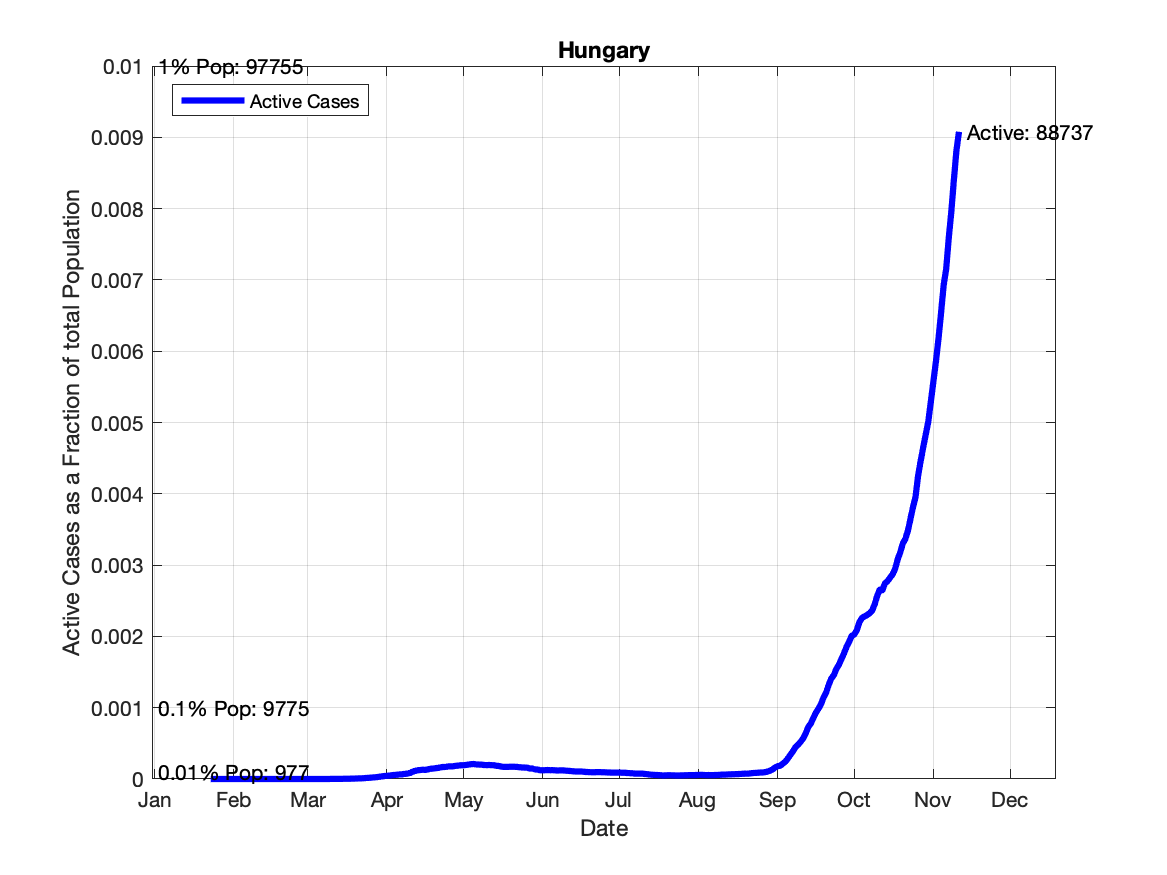 Hungary
0.01
1% Pop: 97755
Active Cases
0.009
Active: 88737
0.008
0.007
0.006
0.005
0.004
0.003
0.002
0.001
0.1% Pop: 9775
0
0.01% Pop: 977
Active Cases as a Fraction of total Population
Jan Feb Mar Apr May Jun Jul Aug Sep Oct Nov Dec
Date